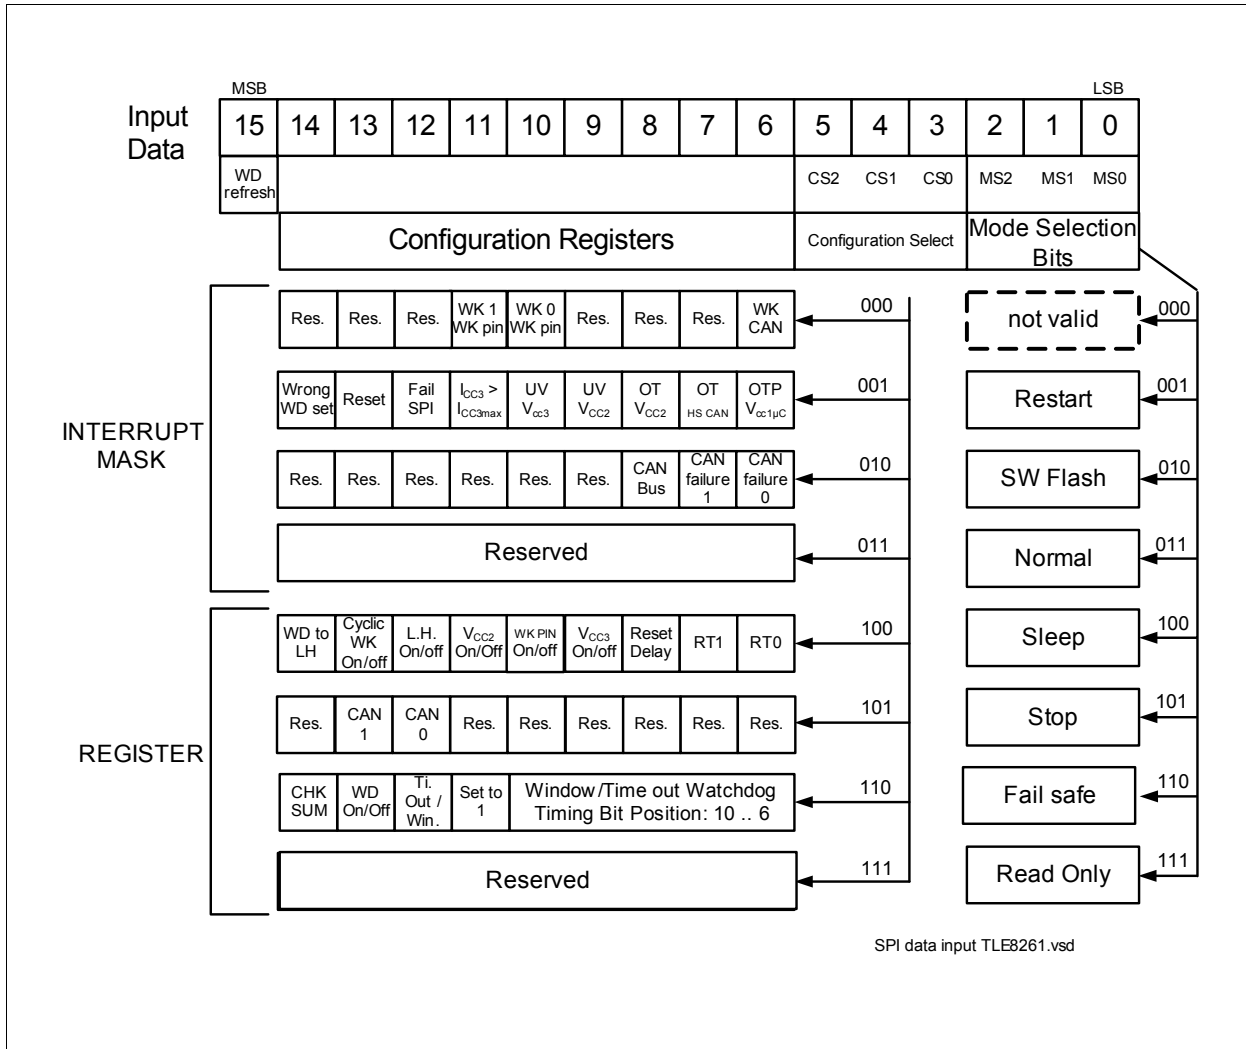 MSB LSB
Input Data 15 14 13 12 11 10 9 8 7 6 5 4 3 2 1 0
WD refresh CS2 CS1 CS0 MS2 MS1 MS0
Configuration Registers Configuration Select Mode Selection Bits
INTERRUPT MASK
Res. Res. Res. WK 1 WK pin WK 0 WK pin Res. Res. Res. WK CAN 000 not valid 000
Wrong WD set Reset Fail SPI ICC3 > ICC3max UV Vcc3 UV VCC2 OT VCC2 OT HS CAN OTP Vcc1µC 001 Restart 001
Res. Res. Res. Res. Res. Res. CAN Bus CAN failure 1 CAN failure 0 010 SW Flash 010
Reserved 011 Normal 011
REGISTER
WD to LH Cyclic WK On/off L.H. On/off VCC2 On/Off WK PIN On/off VCC3 On/off Reset Delay RT1 RT0 100 Sleep 100
Res. CAN 1 CAN 0 Res. Res. Res. Res. Res. Res. 101 Stop 101
CHK SUM WD On/Off Ti. Out / Win. Set to 1 Window/Time out Watchdog Timing Bit Position: 10 .. 6 110 Fail safe 110
Reserved 111 Read Only 111
SPI data input TLE8261.vsd